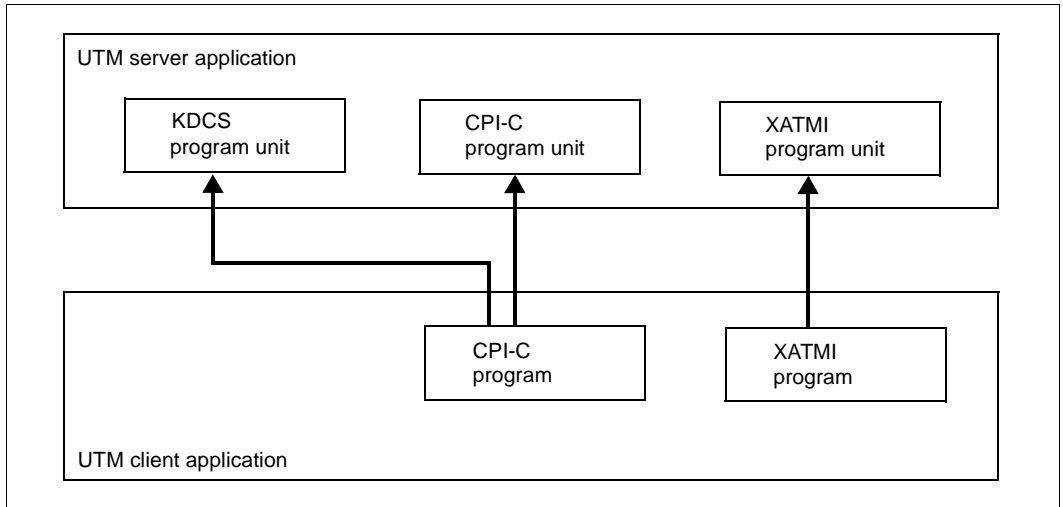 UTM server application
KDCS
program unit
CPI-C
program unit
XATMI
program unit
CPI-C
program
XATMI
program
UTM client application